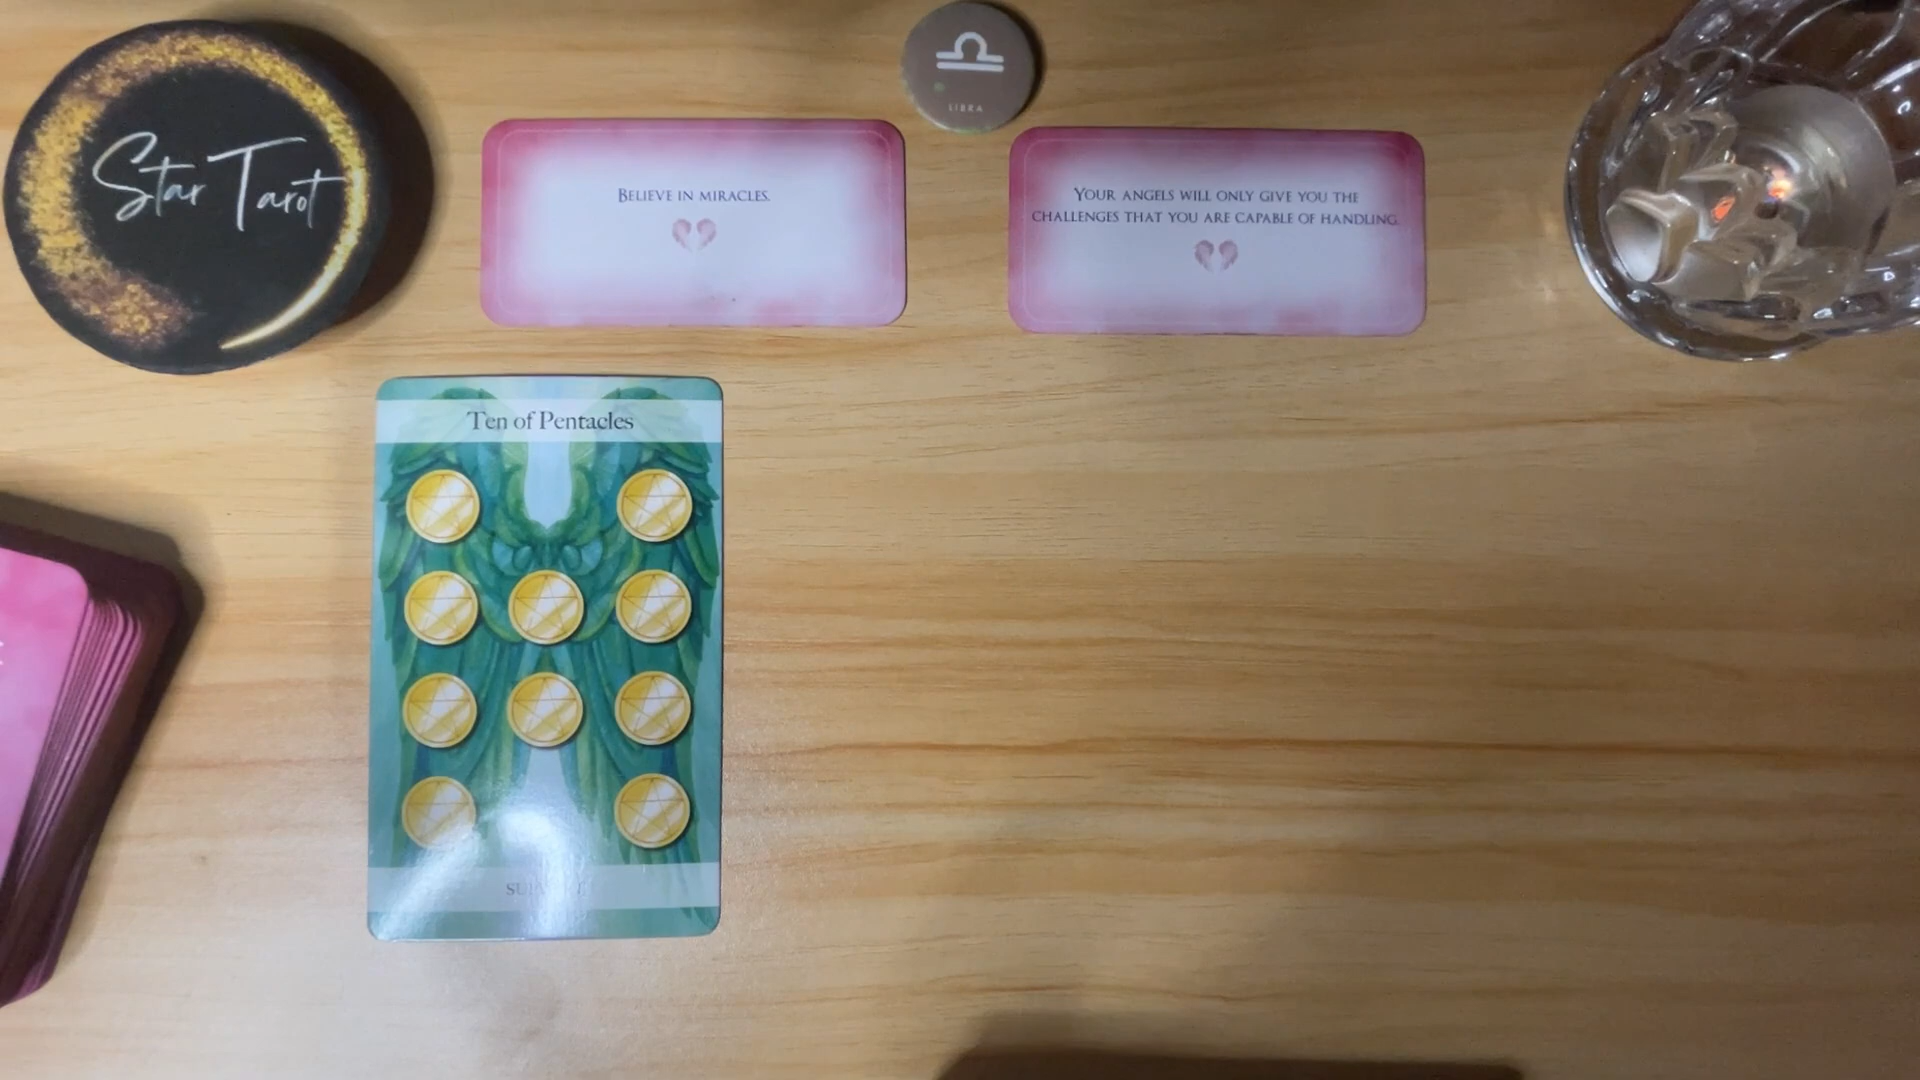 Star Tarot
LIBRA
BELIEVE IN MIRACLES.
YOUR ANGELS WILL ONLY GIVE YOU THE
CHALLENGES THAT YOU ARE CAPABLE OF HANDLING.
Ten of Pentacles